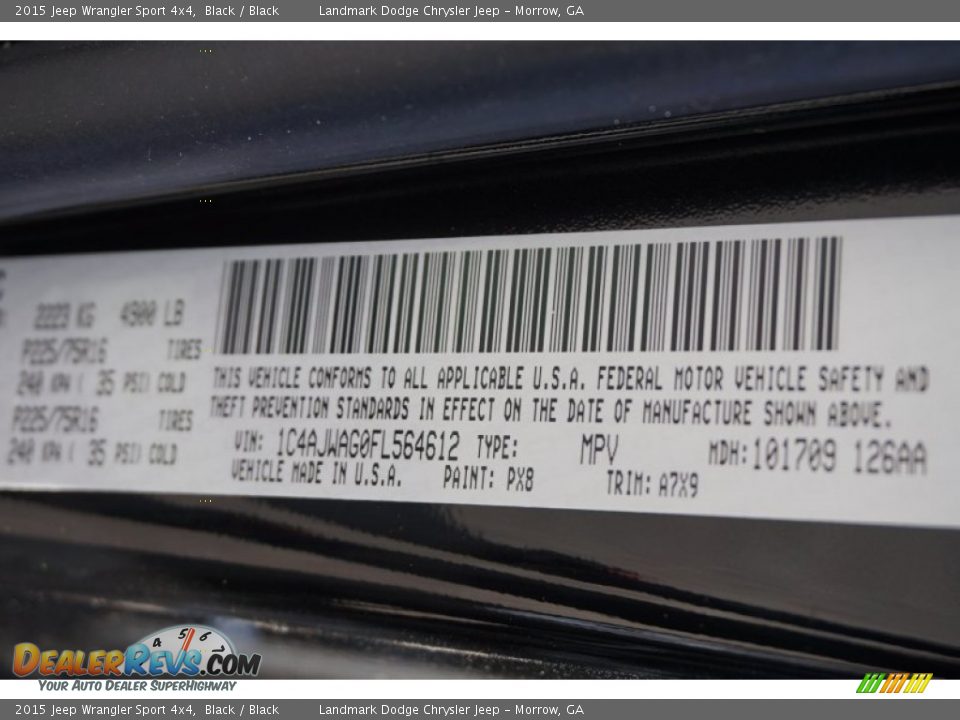 2015 Jeep Wrangler Sport 4x4, Black / Black Landmark Dodge Chrysler Jeep - Morrow, GA
2223 KG 4900 LB
P225/75R16 TIRES
240 KPA ( 35 PSI) COLD
P225/75R16 TIRES
240 KPA ( 35 PSI) COLD
THIS VEHICLE CONFORMS TO ALL APPLICABLE U.S.A. FEDERAL MOTOR VEHICLE SAFETY AND
THEFT PREVENTION STANDARDS IN EFFECT ON THE DATE OF MANUFACTURE SHOWN ABOVE.
VIN: 1C4AJWAG0FL564612 TYPE: MPV MDH: 101709 126AA
VEHICLE MADE IN U.S.A. PAINT: PX8 TRIM: A7X9
4 5 6 7
DEALERREVS.COM
YOUR AUTO DEALER SUPERHIGHWAY
2015 Jeep Wrangler Sport 4x4, Black / Black Landmark Dodge Chrysler Jeep - Morrow, GA